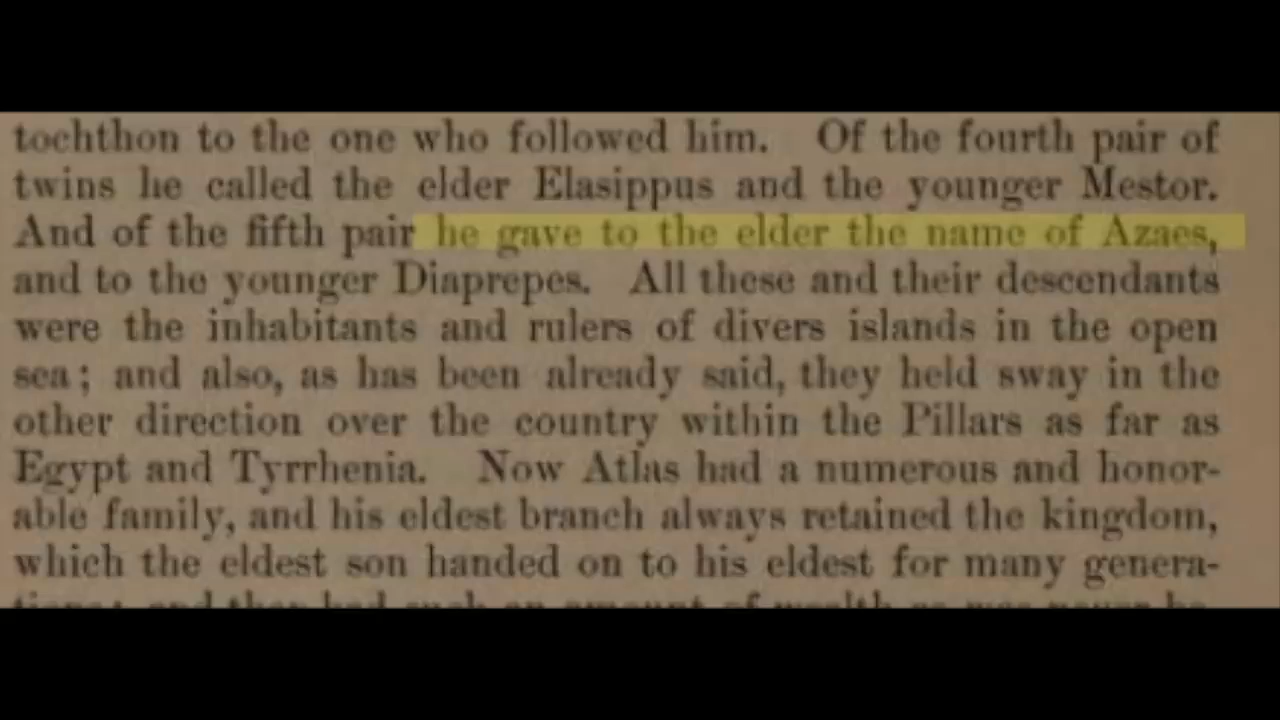 tochthon to the one who followed him. Of the fourth pair of
twins he called the elder Elasippus and the younger Mestor.
And of the fifth pair he gave to the elder the name of Azaes,
and to the younger Diaprepes. All these and their descendants
were the inhabitants and rulers of divers islands in the open
sea; and also, as has been already said, they held sway in the
other direction over the country within the Pillars as far as
Egypt and Tyrrhenia. Now Atlas had a numerous and honor-
able family, and his eldest branch always retained the kingdom,
which the eldest son handed on to his eldest for many genera-